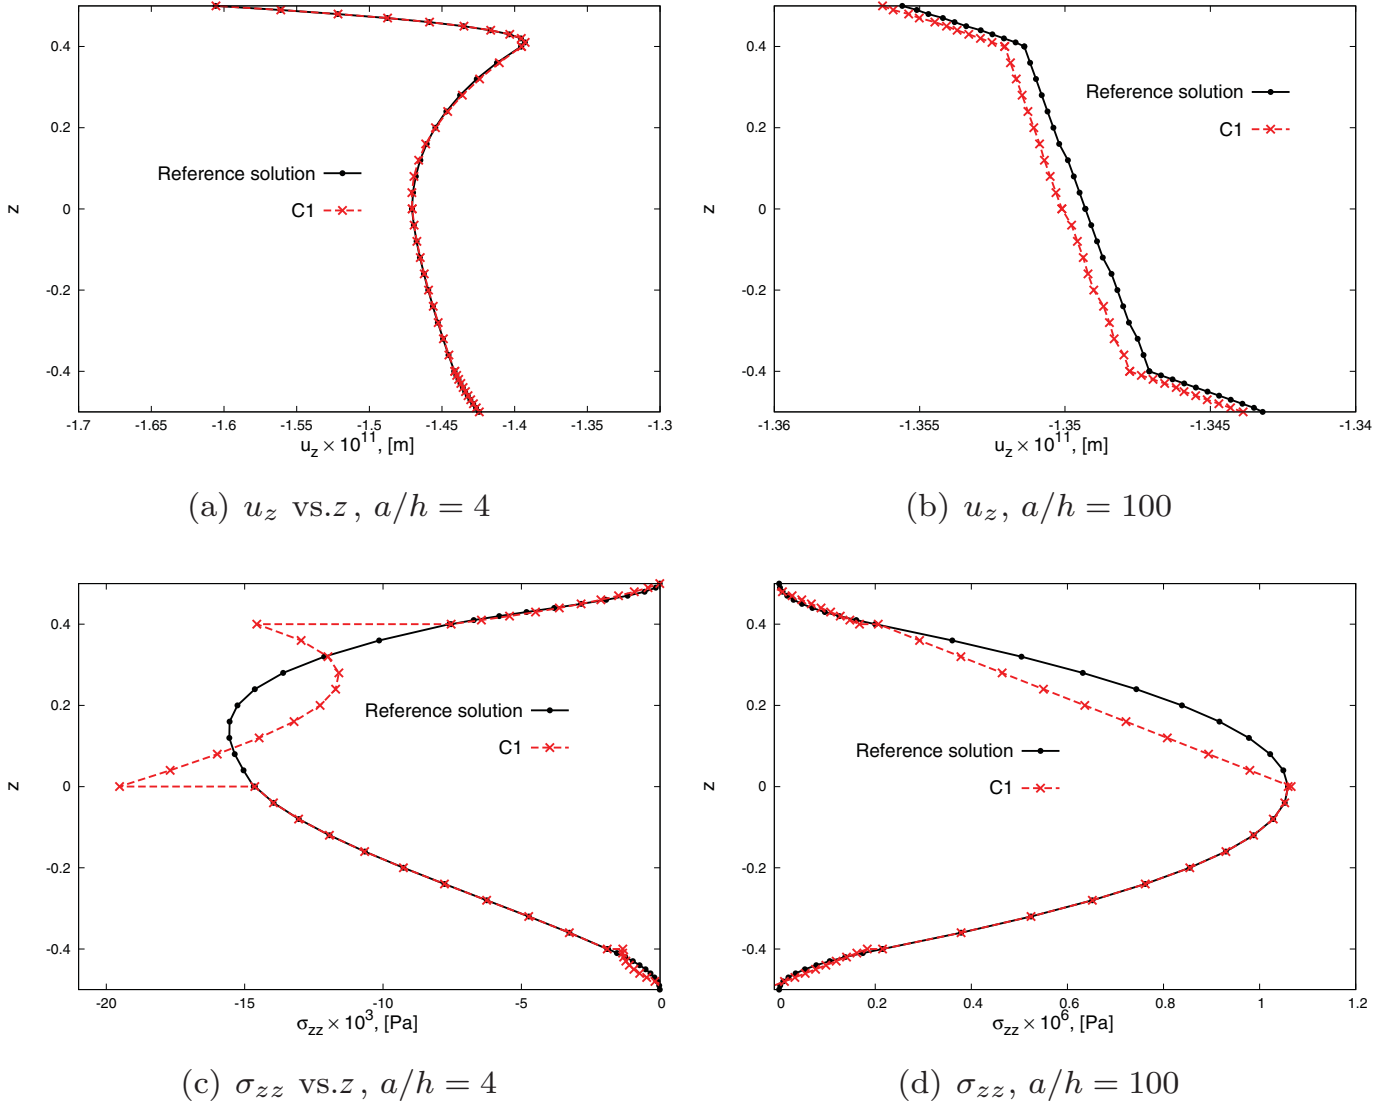 0.4
0.2
0
-0.2
-0.4
z
-1.7
-1.65
-1.6
-1.55
-1.5
-1.45
-1.4
-1.35
-1.3
u_z × 10^11, [m]
Reference solution
C1
(a) u_z vs.z, a/h = 4
0.4
0.2
0
-0.2
-0.4
z
-1.36
-1.355
-1.35
-1.345
-1.34
u_z × 10^11, [m]
Reference solution
C1
(b) u_z, a/h = 100
0.4
0.2
0
-0.2
-0.4
z
-20
-15
-10
-5
0
σ_zz × 10^3, [Pa]
Reference solution
C1
(c) σ_zz vs.z, a/h = 4
0.4
0.2
0
-0.2
-0.4
z
0
0.2
0.4
0.6
0.8
1
1.2
σ_zz × 10^6, [Pa]
Reference solution
C1
(d) σ_zz, a/h = 100